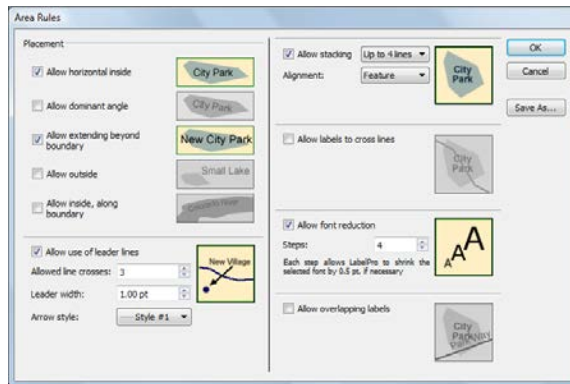 Area Rules
Placement
Allow horizontal inside
City Park
Allow dominant angle
City Park
Allow extending beyond
boundary
New City Park
Allow outside
Small Lake
Allow inside, along
boundary
Allow use of leader lines
Allowed line crosses: 3
Leader width: 1.00 pt
Arrow style: Style #1
New Village
Allow stacking Up to 4 lines
Alignment: Feature
City
Park
Allow labels to cross lines
City
Park
Allow font reduction
Steps: 4
Each step allows LabelPro to shrink the
selected font by 0.5 pt. if necessary
A A A
Allow overlapping labels
City
Park
OK
Cancel
Save As...